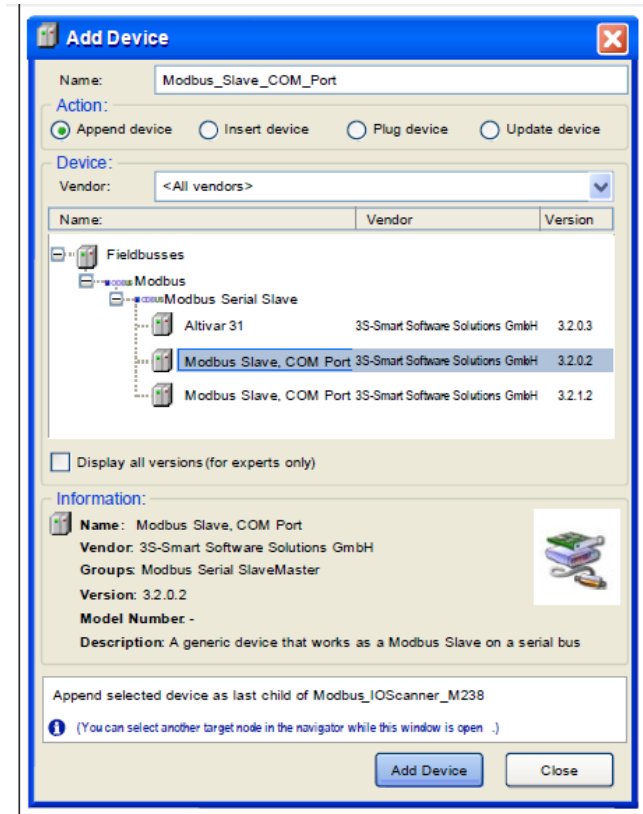 Add Device
Name: Modbus_Slave_COM_Port
Action:
Append device Insert device Plug device Update device
Device:
Vendor: <All vendors>
Name: Vendor Version
Fieldbusses
Modbus
Modbus Serial Slave
Altivar 31 3S-Smart Software Solutions GmbH 3.2.0.3
Modbus Slave, COM Port 3S-Smart Software Solutions GmbH 3.2.0.2
Modbus Slave, COM Port 3S-Smart Software Solutions GmbH 3.2.1.2
Display all versions (for experts only)
Information:
Name: Modbus Slave, COM Port
Vendor: 3S-Smart Software Solutions GmbH
Groups: Modbus Serial SlaveMaster
Version: 3.2.0.2
Model Number: -
Description: A generic device that works as a Modbus Slave on a serial bus
Append selected device as last child of Modbus_IOScanner_M238
(You can select another target node in the navigator while this window is open .)
Add Device Close